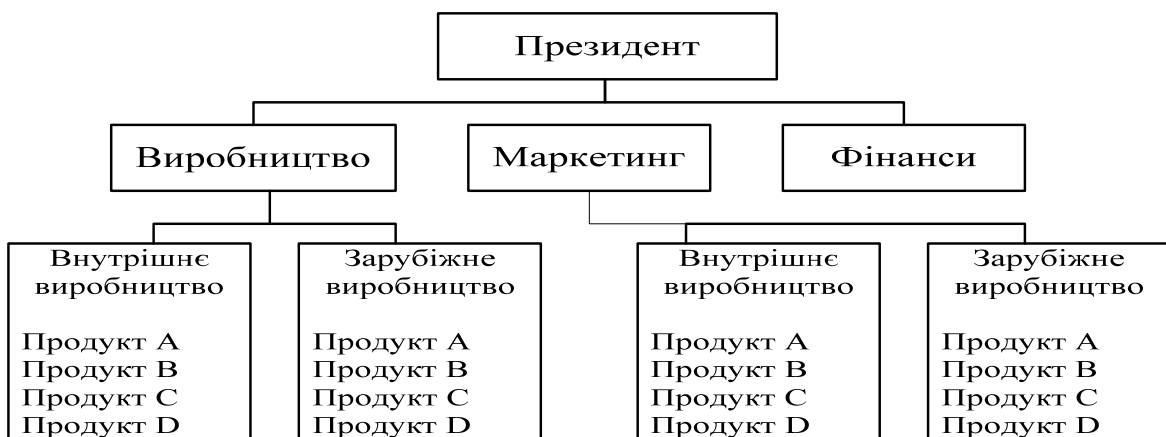 Президент
Виробництво
Маркетинг
Фінанси
Внутрішнє
виробництво
Продукт A
Продукт B
Продукт C
Продукт D
Зарубіжне
виробництво
Продукт A
Продукт B
Продукт C
Продукт D
Внутрішнє
виробництво
Продукт A
Продукт B
Продукт C
Продукт D
Зарубіжне
виробництво
Продукт A
Продукт B
Продукт C
Продукт D